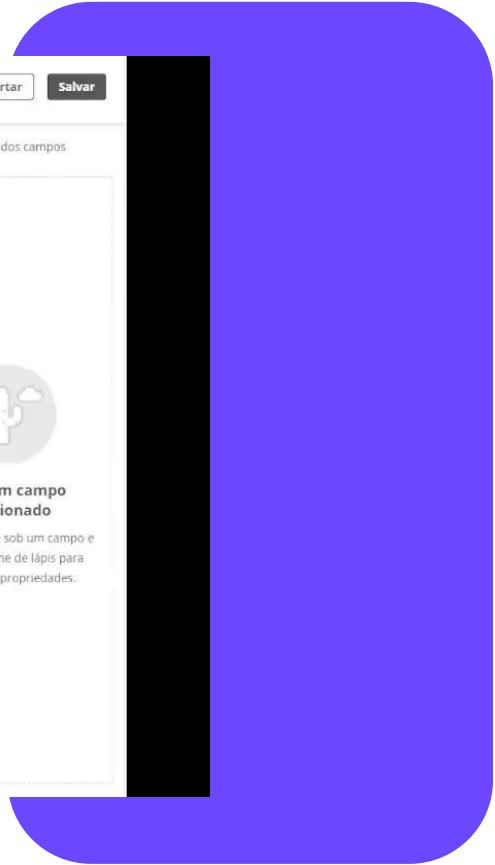 rtar
Salvar
dos campos
m campo
ionado
sob um campo e
ne de lápis para
propriedades.